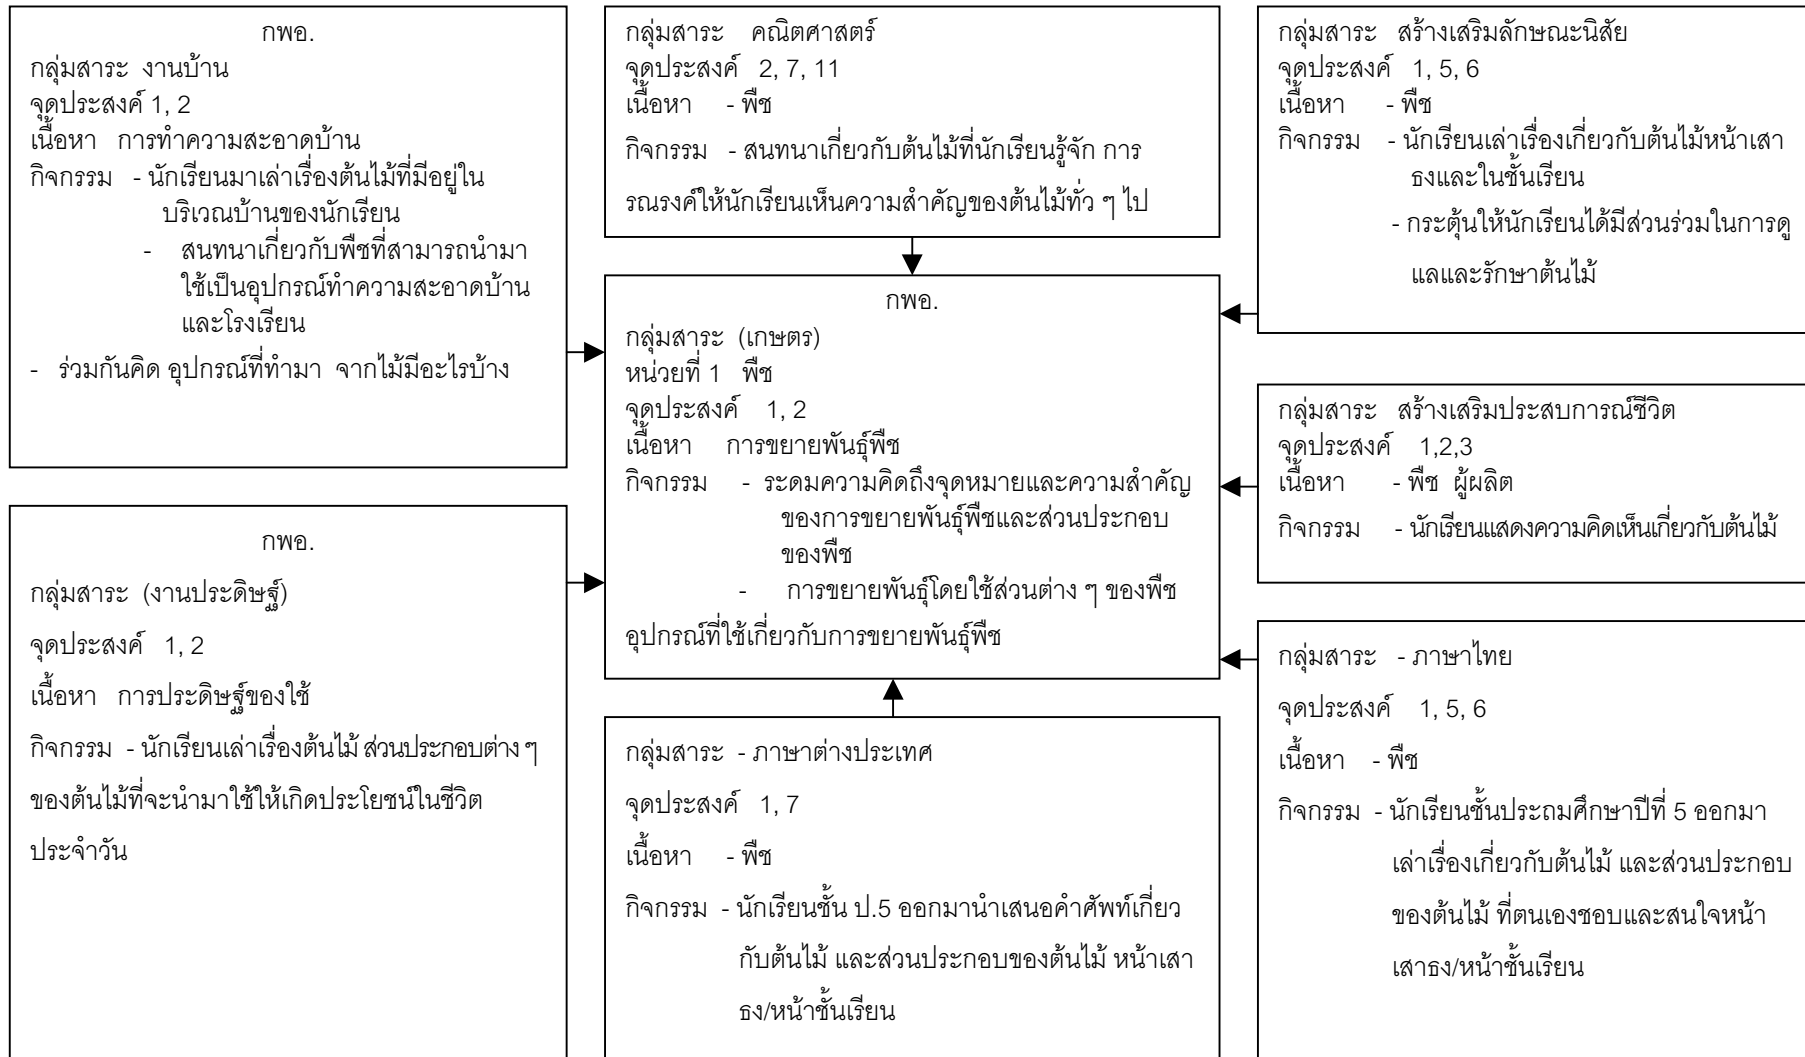 กพอ.
กลุ่มสาระ งานบ้าน
จุดประสงค์ 1, 2
เนื้อหา การทำความสะอาดบ้าน
กิจกรรม - นักเรียนมาเล่าเรื่องต้นไม้ที่มีอยู่ใน
บริเวณบ้านของนักเรียน
- สนทนาเกี่ยวกับพืชที่สามารถนำมา
ใช้เป็นอุปกรณ์ทำความสะอาดบ้าน
และโรงเรียน
- ร่วมกันคิด อุปกรณ์ที่ทำมา จากไม้มีอะไรบ้าง
กพอ.
กลุ่มสาระ (งานประดิษฐ์)
จุดประสงค์ 1, 2
เนื้อหา การประดิษฐ์ของใช้
กิจกรรม - นักเรียนเล่าเรื่องต้นไม้ ส่วนประกอบต่าง ๆ
ของต้นไม้ที่จะนำมาใช้ให้เกิดประโยชน์ในชีวิต
ประจำวัน
กลุ่มสาระ คณิตศาสตร์
จุดประสงค์ 2, 7, 11
เนื้อหา - พืช
กิจกรรม - สนทนาเกี่ยวกับต้นไม้ที่นักเรียนรู้จัก การ
รณรงค์ให้นักเรียนเห็นความสำคัญของต้นไม้ทั่ว ๆ ไป
กพอ.
กลุ่มสาระ (เกษตร)
หน่วยที่ 1 พืช
จุดประสงค์ 1, 2
เนื้อหา การขยายพันธุ์พืช
กิจกรรม - ระดมความคิดถึงจุดหมายและความสำคัญ
ของการขยายพันธุ์พืชและส่วนประกอบ
ของพืช
- การขยายพันธุ์โดยใช้ส่วนต่าง ๆ ของพืช
อุปกรณ์ที่ใช้เกี่ยวกับการขยายพันธุ์พืช
กลุ่มสาระ - ภาษาต่างประเทศ
จุดประสงค์ 1, 7
เนื้อหา - พืช
กิจกรรม - นักเรียนชั้น ป.5 ออกมานำเสนอคำศัพท์เกี่ยว
กับต้นไม้ และส่วนประกอบของต้นไม้ หน้าเสา
ธง/หน้าชั้นเรียน
กลุ่มสาระ สร้างเสริมลักษณะนิสัย
จุดประสงค์ 1, 5, 6
เนื้อหา - พืช
กิจกรรม - นักเรียนเล่าเรื่องเกี่ยวกับต้นไม้หน้าเสา
ธงและในชั้นเรียน
- กระตุ้นให้นักเรียนได้มีส่วนร่วมในการดู
แลและรักษาต้นไม้
กลุ่มสาระ สร้างเสริมประสบการณ์ชีวิต
จุดประสงค์ 1,2,3
เนื้อหา - พืช ผู้ผลิต
กิจกรรม - นักเรียนแสดงความคิดเห็นเกี่ยวกับต้นไม้
กลุ่มสาระ - ภาษาไทย
จุดประสงค์ 1, 5, 6
เนื้อหา - พืช
กิจกรรม - นักเรียนชั้นประถมศึกษาปีที่ 5 ออกมา
เล่าเรื่องเกี่ยวกับต้นไม้ และส่วนประกอบ
ของต้นไม้ ที่ตนเองชอบและสนใจหน้า
เสาธง/หน้าชั้นเรียน